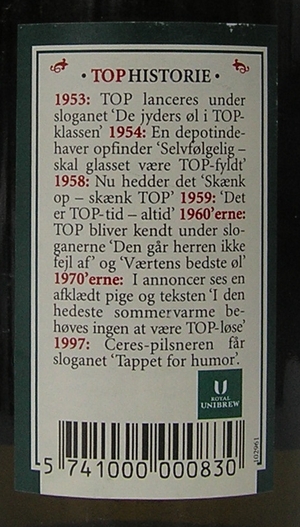 · TOPHISTORIE ·
1953: TOP lanceres under
sloganet ‘De jyders øl i TOP-
klassen’ 1954: En depotinde-
haver opfinder ‘Selvfølgelig –
skal glasset være TOP-fyldt’
1958: Nu hedder det ‘Skænk
op – skænk TOP’ 1959: ‘Det
er TOP-tid – altid’ 1960’erne:
TOP bliver kendt under slo-
ganerne ‘Den går herren ikke
fejl af’ og ‘Værtens bedste øl’
1970’erne: I annoncer ses en
afklædt pige og teksten ‘I den
hedeste sommervarme be-
høves ingen at være TOP-løse’
1997: Ceres-pilsneren får
sloganet ‘Tappet for humor’.
ROYAL
UNIBREW
5 741000 000830
102961